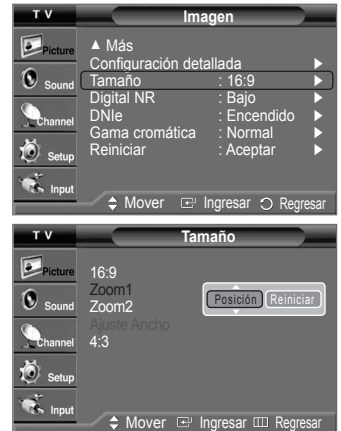 T V Imagen
Picture
Sound
Channel
Setup
Input
▲ Más
Configuración detallada ►
Tamaño : 16:9 ►
Digital NR : Bajo ►
DNIe : Encendido ►
Gama cromática : Normal ►
Reiniciar : Aceptar ►
Mover Ingresar Regresar
T V Tamaño
Picture
Sound
Channel
Setup
Input
16:9
Zoom1
Zoom2
Ajuste Ancho
4:3
Posición Reiniciar
Mover Ingresar Regresar